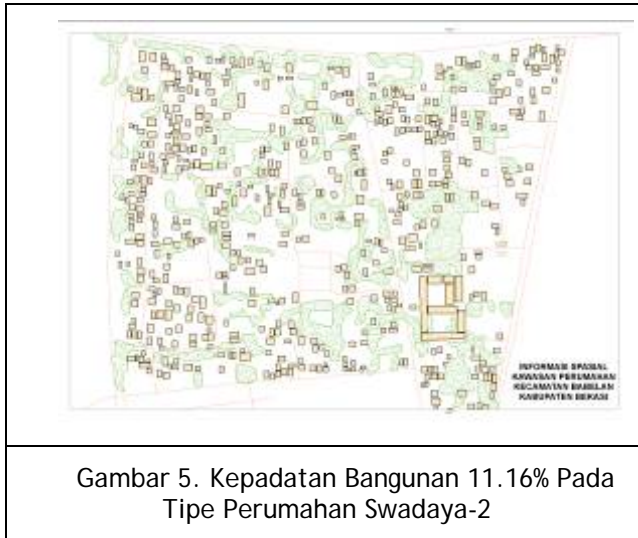 INFORMASI SPASIAL
KAWASAN PERUMAHAN
KECAMATAN BABELAN
KABUPATEN BEKASI
Gambar 5. Kepadatan Bangunan 11.16% Pada
Tipe Perumahan Swadaya-2